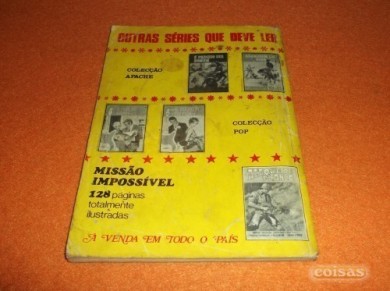 OUTRAS SÉRIES QUE DEVE LER
COLECÇÃO
APACHE
COLECÇÃO
POP
MISSÃO
IMPOSSÍVEL
128 páginas
totalmente
ilustradas
À VENDA EM TODO O PAÍS
coisas